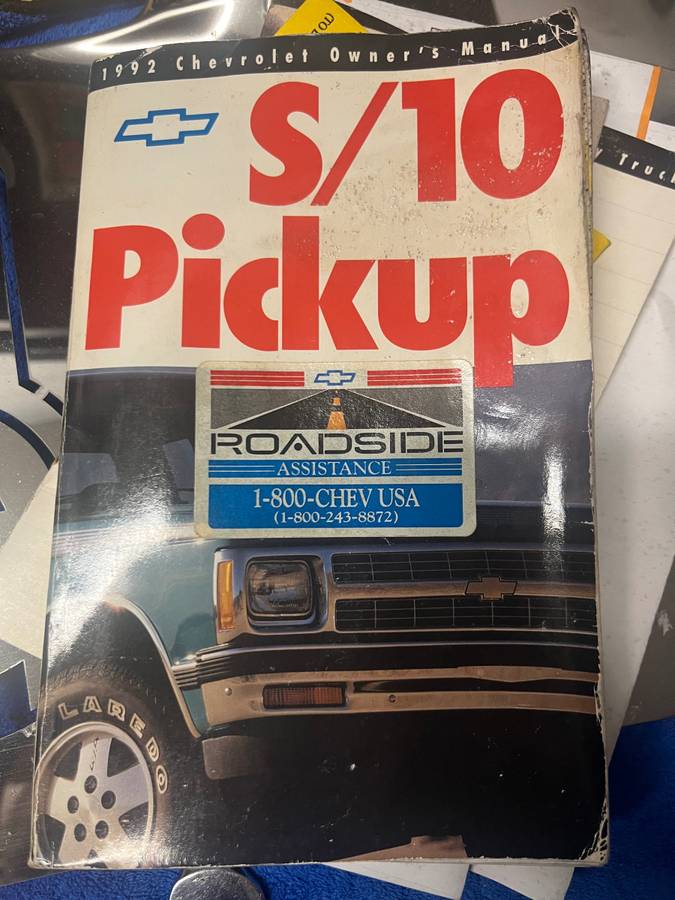 1992 Chevrolet Owner's Manual
S/10
Pickup
ROADSIDE
ASSISTANCE
1-800-CHEV USA
(1-800-243-8872)
LAREDO
Truck